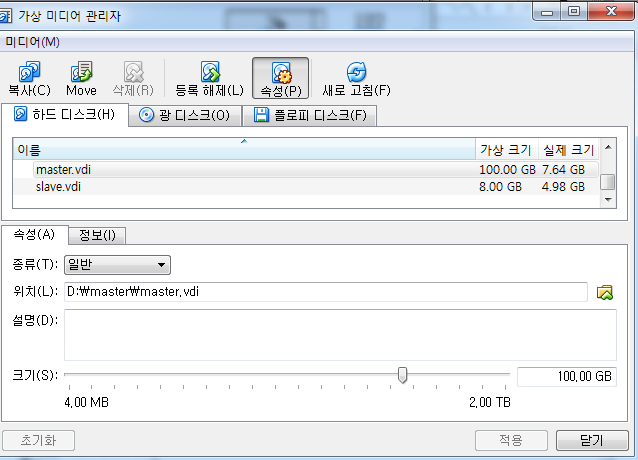 가상 미디어 관리자
미디어(M)
복사(C) Move 삭제(R) 등록 해제(L) 속성(P) 새로 고침(F)
하드 디스크(H) 광 디스크(O) 플로피 디스크(F)
이름 가상 크기 실제 크기
master.vdi 100.00 GB 7.64 GB
slave.vdi 8.00 GB 4.98 GB
속성(A) 정보(I)
종류(T): 일반
위치(L): D:₩master₩master.vdi
설명(D):
크기(S): 100.00 GB
4.00 MB 2.00 TB
초기화 적용 닫기